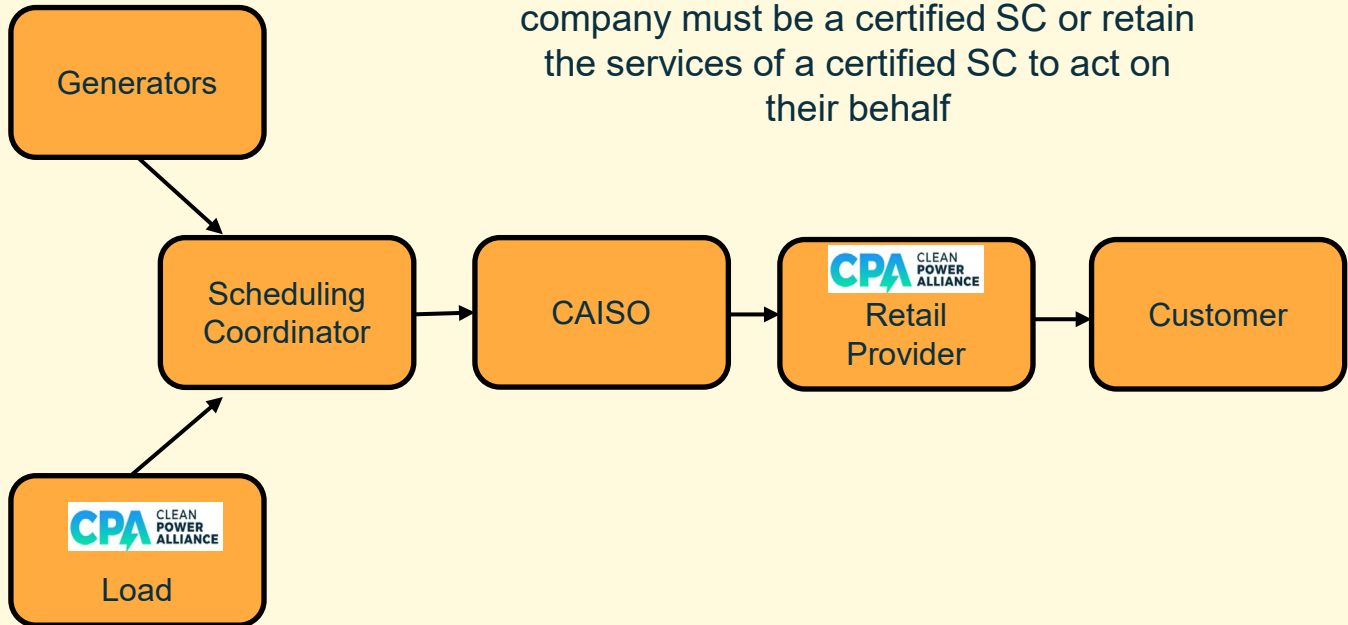 company must be a certified SC or retain
the services of a certified SC to act on
their behalf
Generators
Scheduling
Coordinator
CAISO
CPA CLEAN
POWER
ALLIANCE
Retail
Provider
Customer
CPA CLEAN
POWER
ALLIANCE
Load